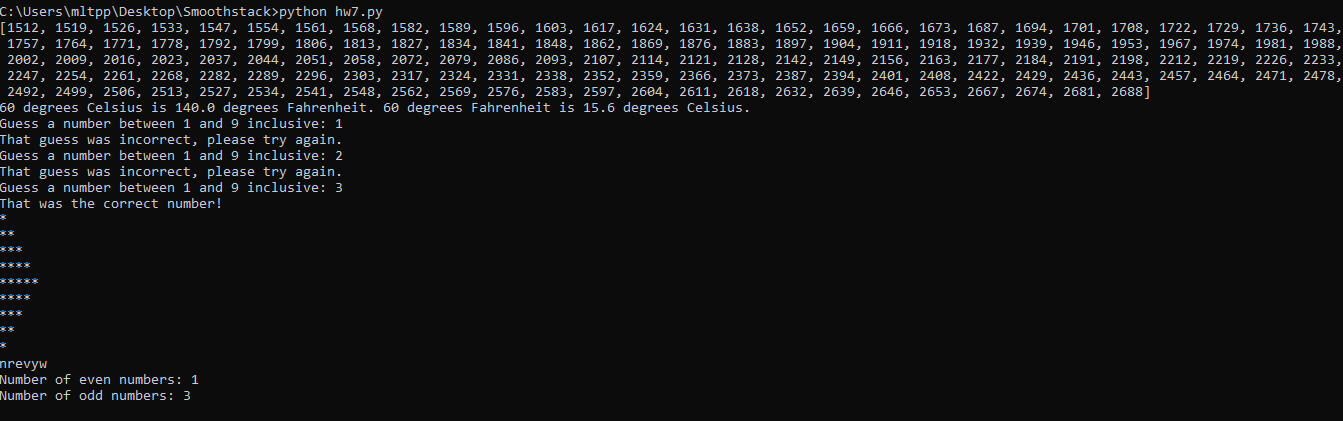 C:\Users\mltpp\Desktop\Smoothstack>python hw7.py
[1512, 1519, 1526, 1533, 1547, 1554, 1561, 1568, 1582, 1589, 1596, 1603, 1617, 1624, 1631, 1638, 1652, 1659, 1666, 1673, 1687, 1694, 1701, 1708, 1722, 1729, 1736, 1743,
1757, 1764, 1771, 1778, 1792, 1799, 1806, 1813, 1827, 1834, 1841, 1848, 1862, 1869, 1876, 1883, 1897, 1904, 1911, 1918, 1932, 1939, 1946, 1953, 1967, 1974, 1981, 1988,
2002, 2009, 2016, 2023, 2037, 2044, 2051, 2058, 2072, 2079, 2086, 2093, 2107, 2114, 2121, 2128, 2142, 2149, 2156, 2163, 2177, 2184, 2191, 2198, 2212, 2219, 2226, 2233,
2247, 2254, 2261, 2268, 2282, 2289, 2296, 2303, 2317, 2324, 2331, 2338, 2352, 2359, 2366, 2373, 2387, 2394, 2401, 2408, 2422, 2429, 2436, 2443, 2457, 2464, 2471, 2478,
2492, 2499, 2506, 2513, 2527, 2534, 2541, 2548, 2562, 2569, 2576, 2583, 2597, 2604, 2611, 2618, 2632, 2639, 2646, 2653, 2667, 2674, 2681, 2688]
60 degrees Celsius is 140.0 degrees Fahrenheit. 60 degrees Fahrenheit is 15.6 degrees Celsius.
Guess a number between 1 and 9 inclusive: 1
That guess was incorrect, please try again.
Guess a number between 1 and 9 inclusive: 2
That guess was incorrect, please try again.
Guess a number between 1 and 9 inclusive: 3
That was the correct number!
*
**
***
****
*****
****
***
**
*
nrevyw
Number of even numbers: 1
Number of odd numbers: 3